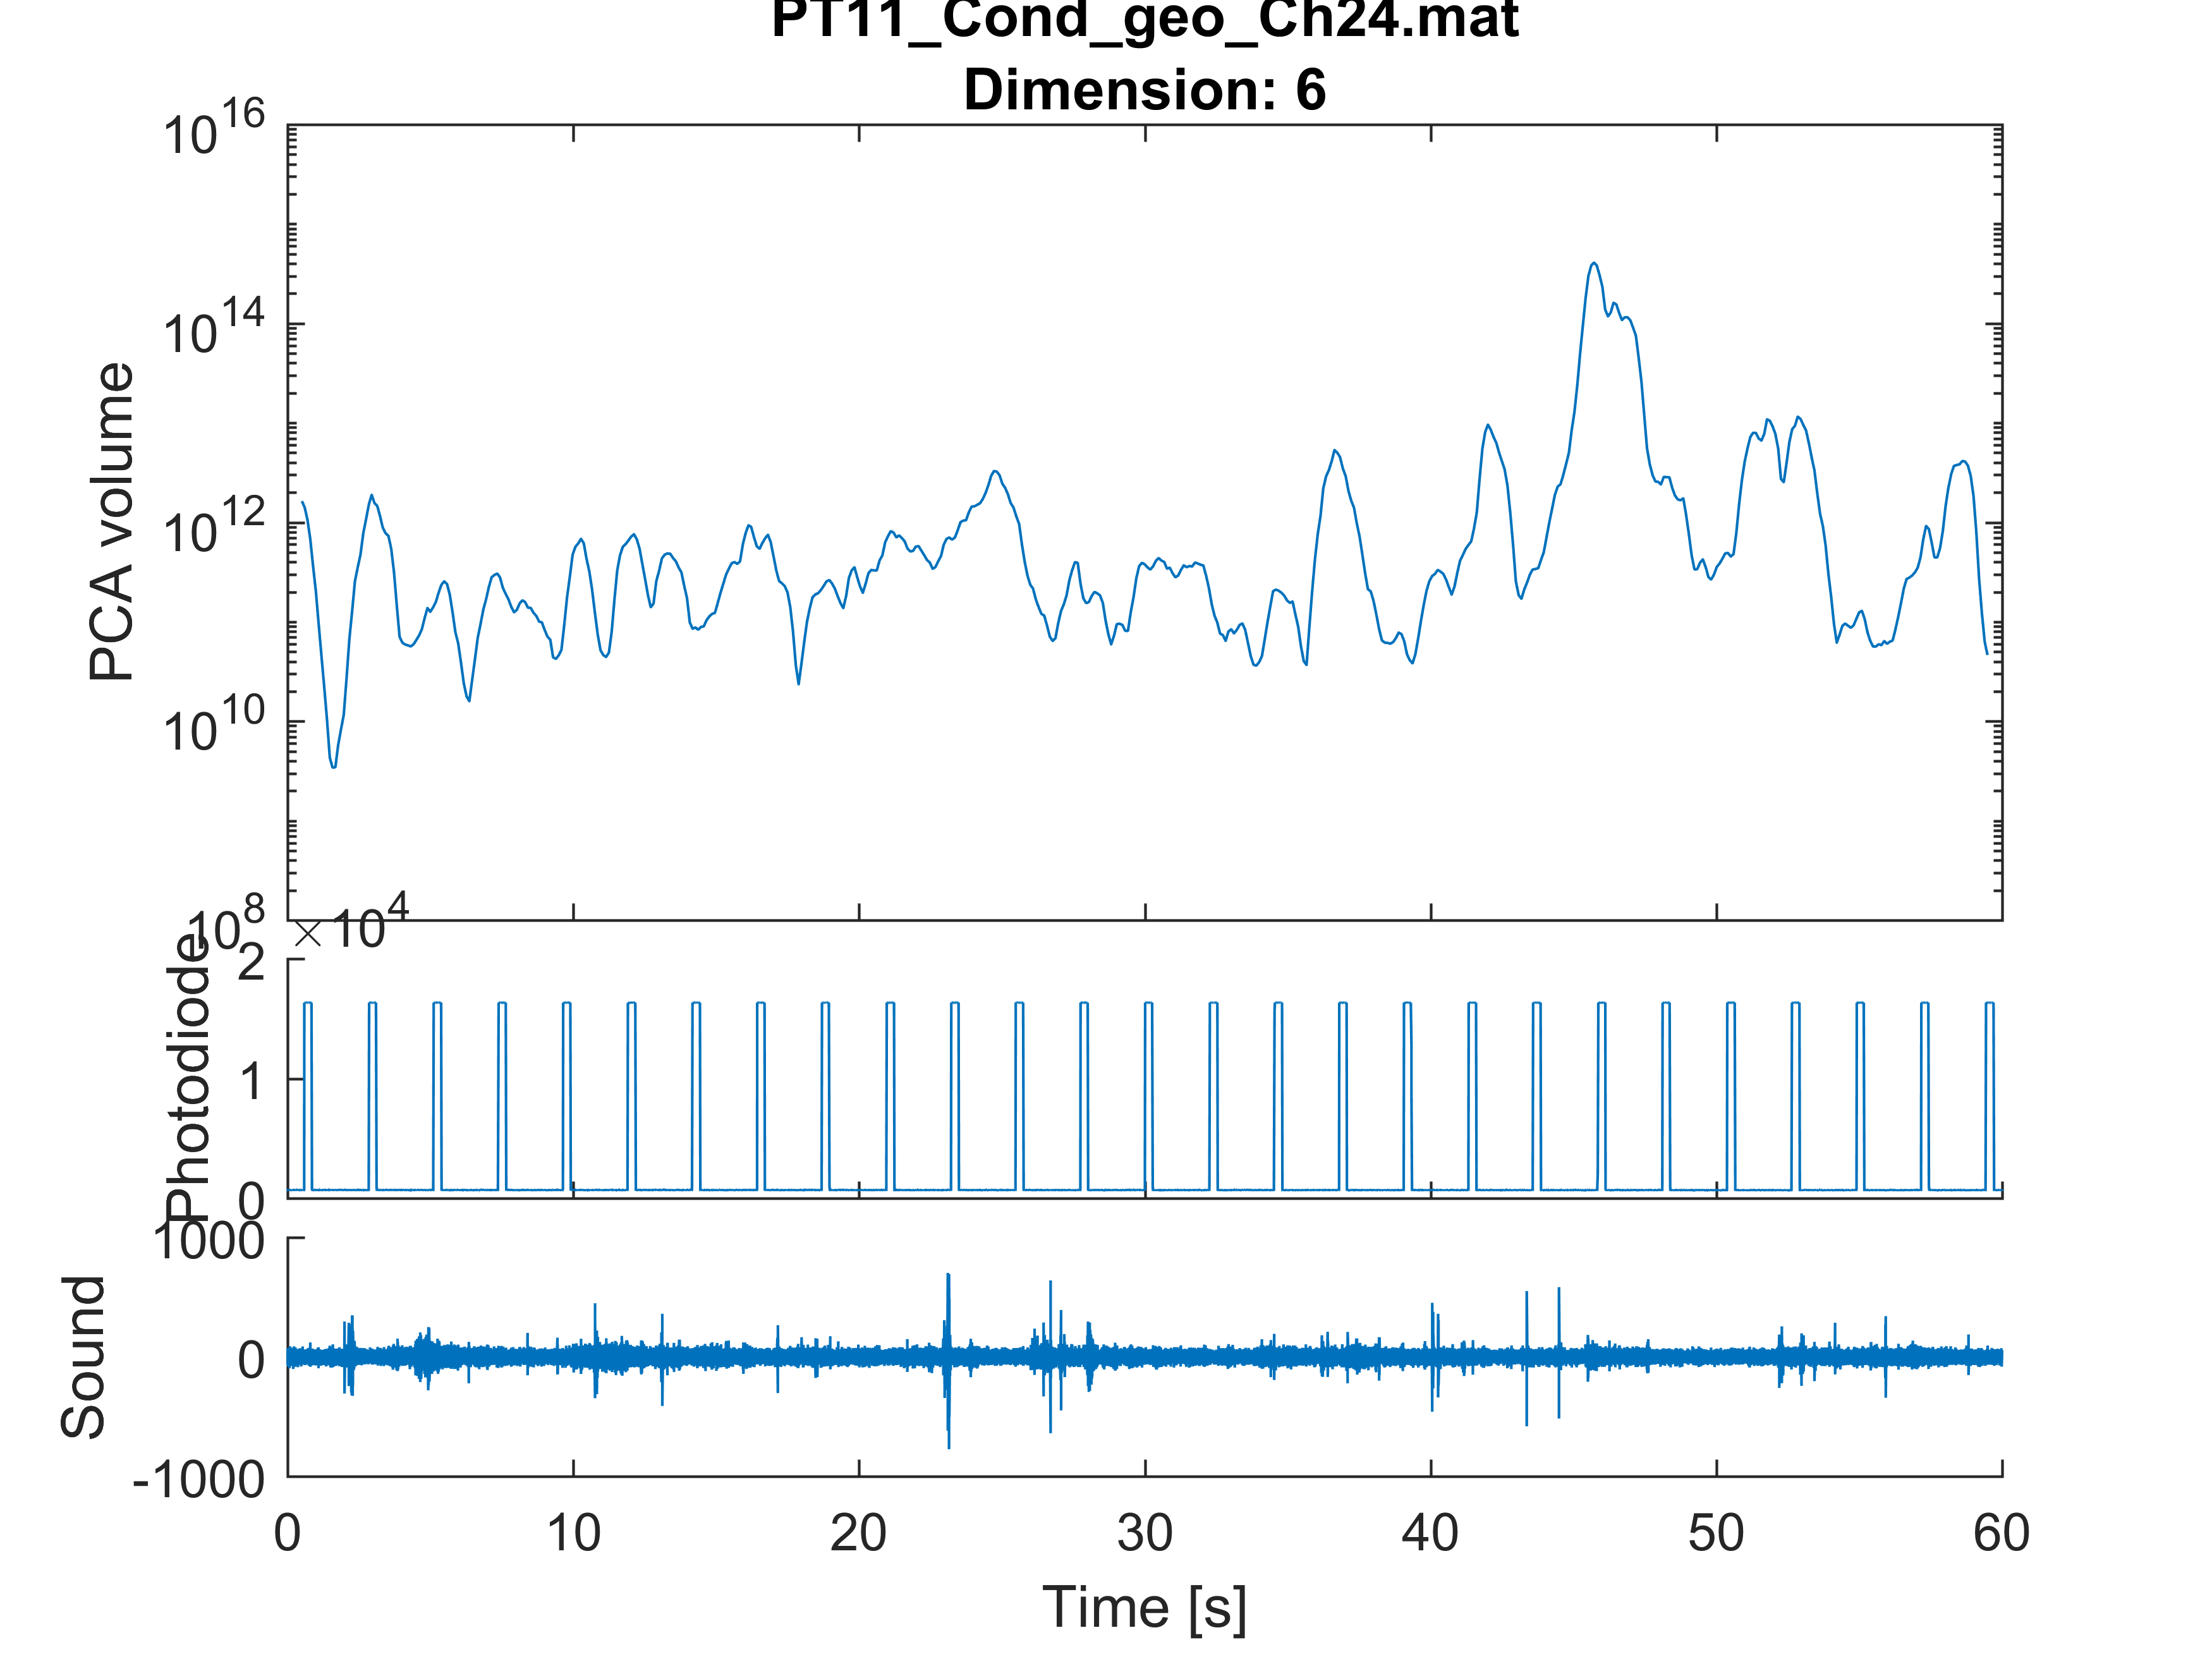 PT11_Cond_geo_Ch24.mat
Dimension: 6
PCA volume
10^16
10^14
10^12
10^10
10^8
× 10^4
Photodiode
2
1
0
Sound
1000
0
-1000
0 10 20 30 40 50 60
Time [s]